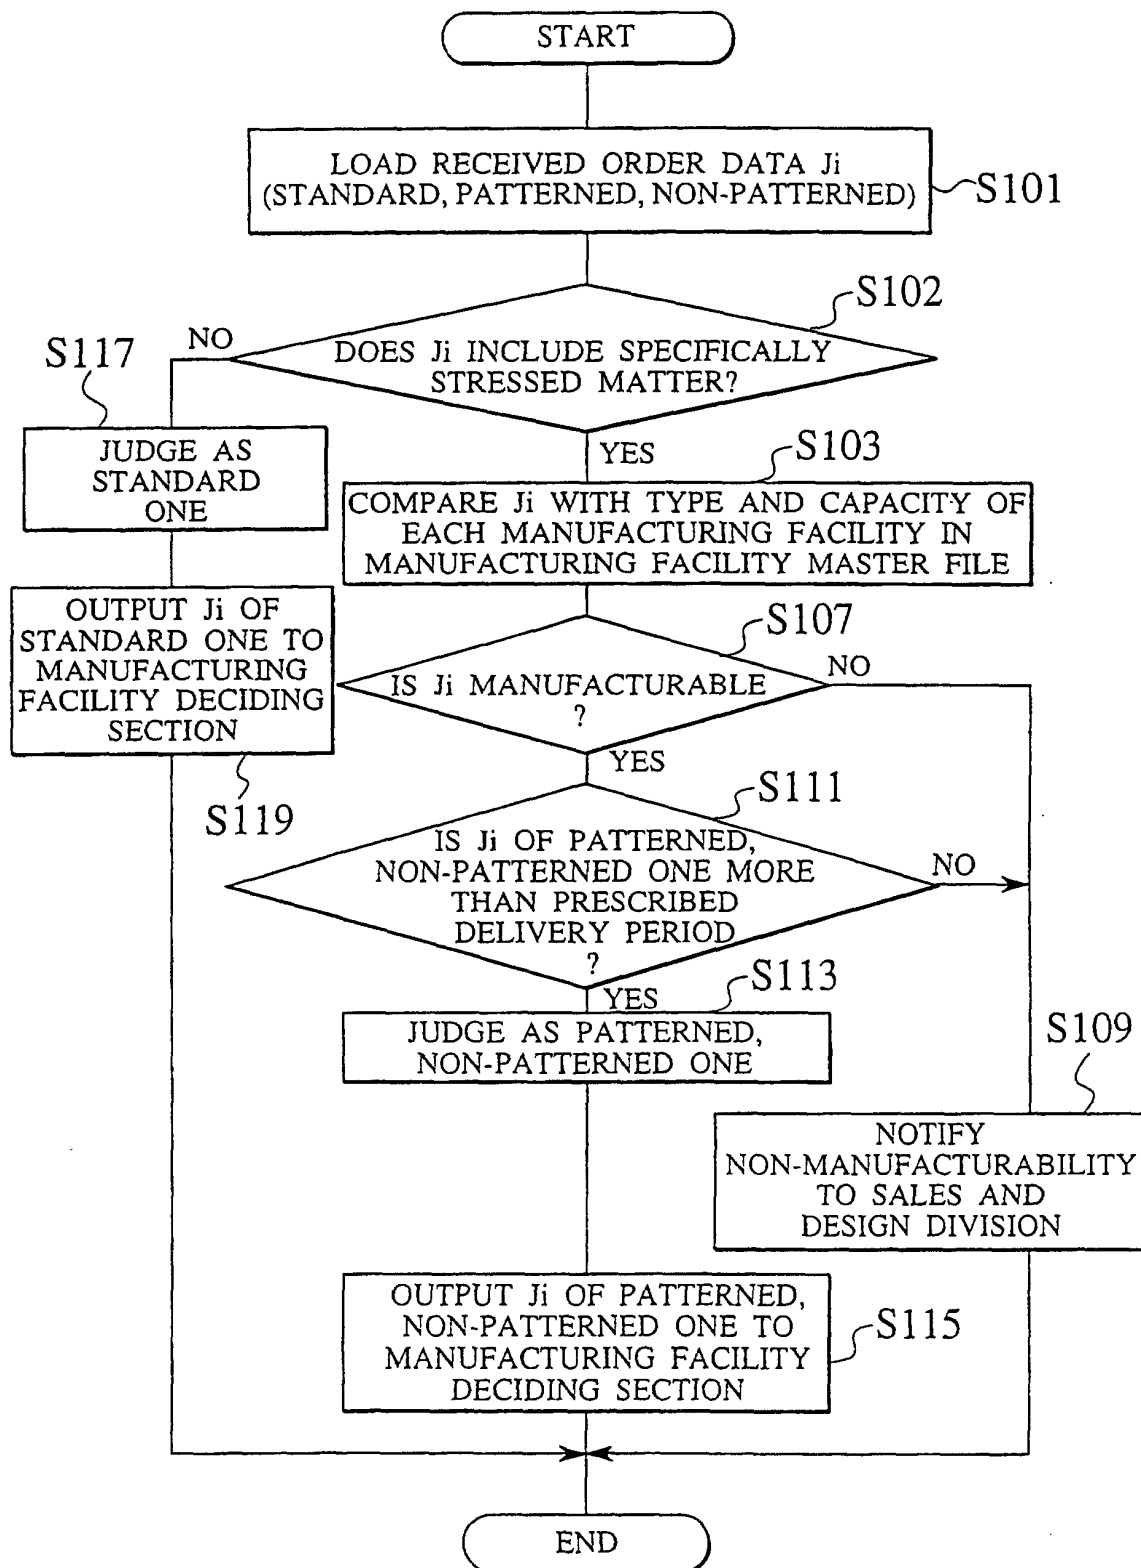 START
LOAD RECEIVED ORDER DATA Ji
(STANDARD, PATTERNED, NON-PATTERNED)
S101
S102
NO
DOES Ji INCLUDE SPECIFICALLY
STRESSED MATTER?
S117
YES
JUDGE AS
STANDARD
ONE
S103
COMPARE Ji WITH TYPE AND CAPACITY OF
EACH MANUFACTURING FACILITY IN
MANUFACTURING FACILITY MASTER FILE
OUTPUT Ji OF
STANDARD ONE TO
MANUFACTURING
FACILITY DECIDING
SECTION
S119
S107
IS Ji MANUFACTURABLE
?
NO
YES
S111
IS Ji OF PATTERNED,
NON-PATTERNED ONE MORE
THAN PRESCRIBED
DELIVERY PERIOD
?
NO
YES
S113
JUDGE AS PATTERNED,
NON-PATTERNED ONE
S109
NOTIFY
NON-MANUFACTURABILITY
TO SALES AND
DESIGN DIVISION
OUTPUT Ji OF PATTERNED,
NON-PATTERNED ONE TO
MANUFACTURING FACILITY
DECIDING SECTION
S115
END